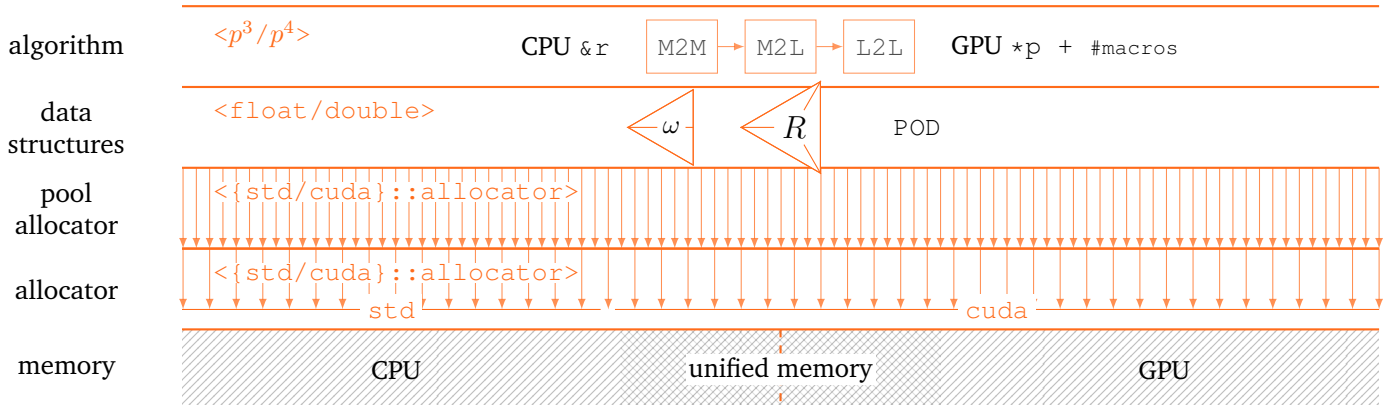 algorithm
<p³/p⁴>
CPU &r M2M M2L L2L GPU *p + #macros
data
structures
<float/double>
ω R POD
pool
allocator
<{std/cuda}::allocator>
allocator
<{std/cuda}::allocator>
std cuda
memory
CPU unified memory GPU